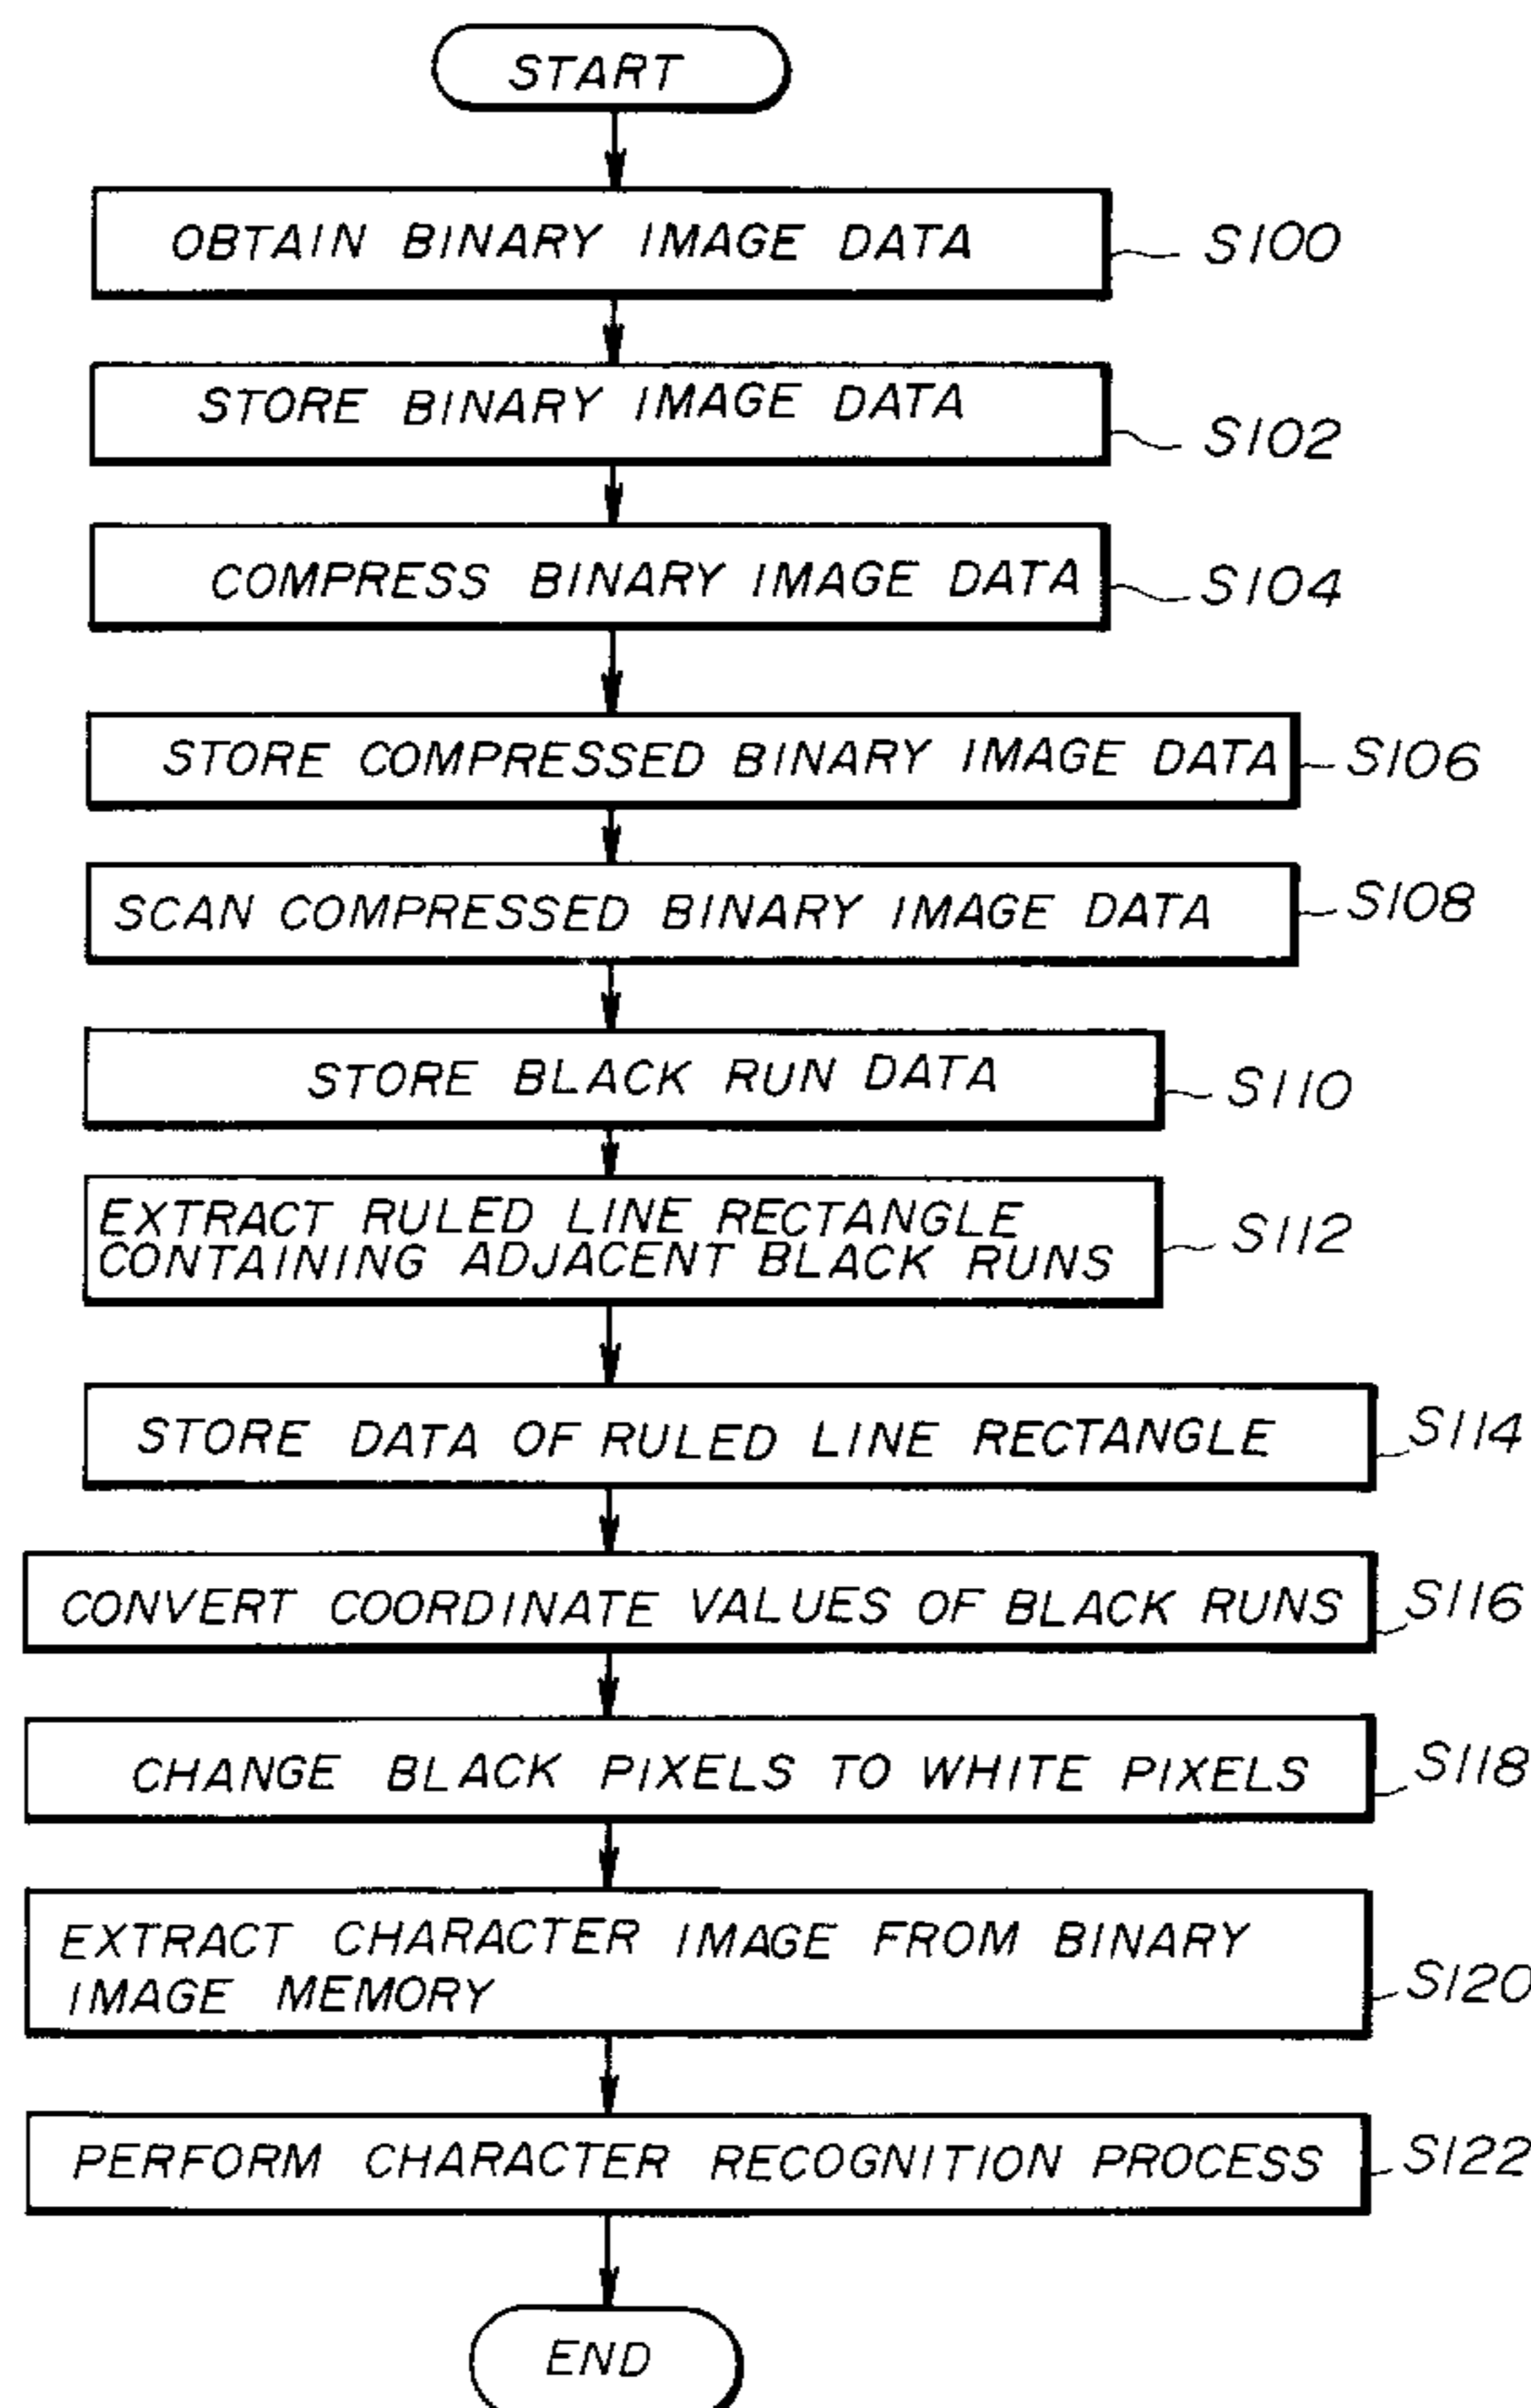 START
OBTAIN BINARY IMAGE DATA S100
STORE BINARY IMAGE DATA S102
COMPRESS BINARY IMAGE DATA S104
STORE COMPRESSED BINARY IMAGE DATA S106
SCAN COMPRESSED BINARY IMAGE DATA S108
STORE BLACK RUN DATA S110
EXTRACT RULED LINE RECTANGLE
CONTAINING ADJACENT BLACK RUNS S112
STORE DATA OF RULED LINE RECTANGLE S114
CONVERT COORDINATE VALUES OF BLACK RUNS S116
CHANGE BLACK PIXELS TO WHITE PIXELS S118
EXTRACT CHARACTER IMAGE FROM BINARY
IMAGE MEMORY S120
PERFORM CHARACTER RECOGNITION PROCESS S122
END